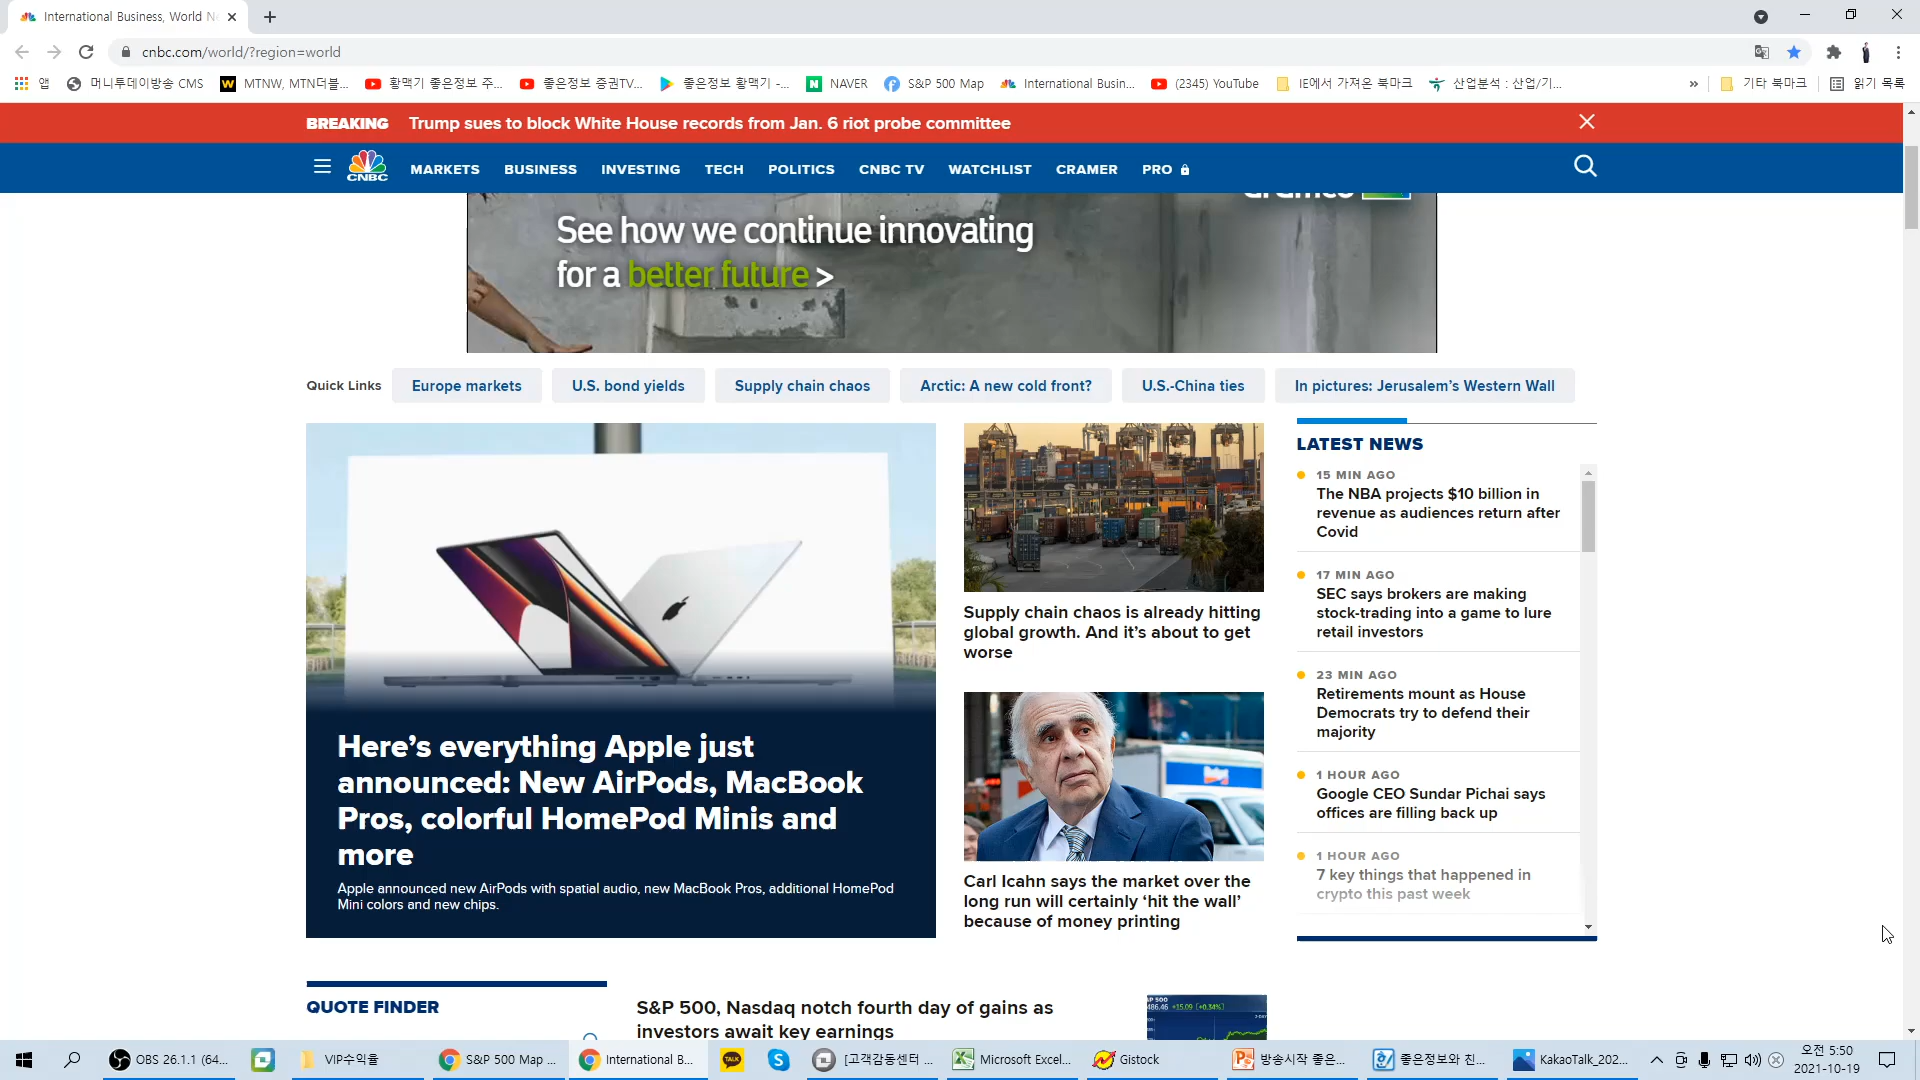 International Business, World Ne
cnbc.com/world/?region=world
앱
머니투데이방송 CMS
MTNW, MTN더블...
황맥기 좋은정보 주...
좋은정보 증권TV...
좋은정보 황맥기 -...
NAVER
S&P 500 Map
International Busin...
(2345) YouTube
IE에서 가져온 북마크
산업분석 : 산업/기...
»
기타 북마크
읽기 목록
BREAKING Trump sues to block White House records from Jan. 6 riot probe committee
CNBC
MARKETS BUSINESS INVESTING TECH POLITICS CNBC TV WATCHLIST CRAMER PRO
aramco
See how we continue innovating
for a better future >
Quick Links Europe markets U.S. bond yields Supply chain chaos Arctic: A new cold front? U.S.-China ties In pictures: Jerusalem’s Western Wall
Here’s everything Apple just
announced: New AirPods, MacBook
Pros, colorful HomePod Minis and
more
Apple announced new AirPods with spatial audio, new MacBook Pros, additional HomePod
Mini colors and new chips.
Supply chain chaos is already hitting
global growth. And it’s about to get
worse
Carl Icahn says the market over the
long run will certainly ‘hit the wall’
because of money printing
LATEST NEWS
15 MIN AGO
The NBA projects $10 billion in
revenue as audiences return after
Covid
17 MIN AGO
SEC says brokers are making
stock-trading into a game to lure
retail investors
23 MIN AGO
Retirements mount as House
Democrats try to defend their
majority
1 HOUR AGO
Google CEO Sundar Pichai says
offices are filling back up
1 HOUR AGO
7 key things that happened in
crypto this past week
QUOTE FINDER
S&P 500, Nasdaq notch fourth day of gains as
investors await key earnings
+15.09 [+0.34%]
OBS 26.1.1 (64...
VIP수익율
S&P 500 Map ...
International B...
TALK
[고객감동센터 ...
Microsoft Excel...
Gistock
방송시작 좋은...
좋은정보와 친...
KakaoTalk_202...
오전 5:50
2021-10-19